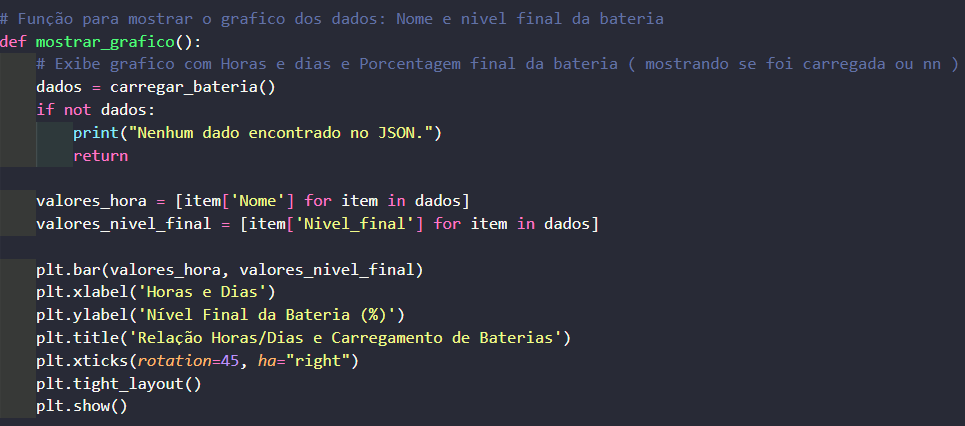 # Função para mostrar o grafico dos dados: Nome e nivel final da bateria
def mostrar_grafico():
    # Exibe grafico com Horas e dias e Porcentagem final da bateria ( mostrando se foi carregada ou nn )
    dados = carregar_bateria()
    if not dados:
        print("Nenhum dado encontrado no JSON.")
        return

    valores_hora = [item['Nome'] for item in dados]
    valores_nivel_final = [item['Nivel_final'] for item in dados]

    plt.bar(valores_hora, valores_nivel_final)
    plt.xlabel('Horas e Dias')
    plt.ylabel('Nível Final da Bateria (%)')
    plt.title('Relação Horas/Dias e Carregamento de Baterias')
    plt.xticks(rotation=45, ha="right")
    plt.tight_layout()
    plt.show()